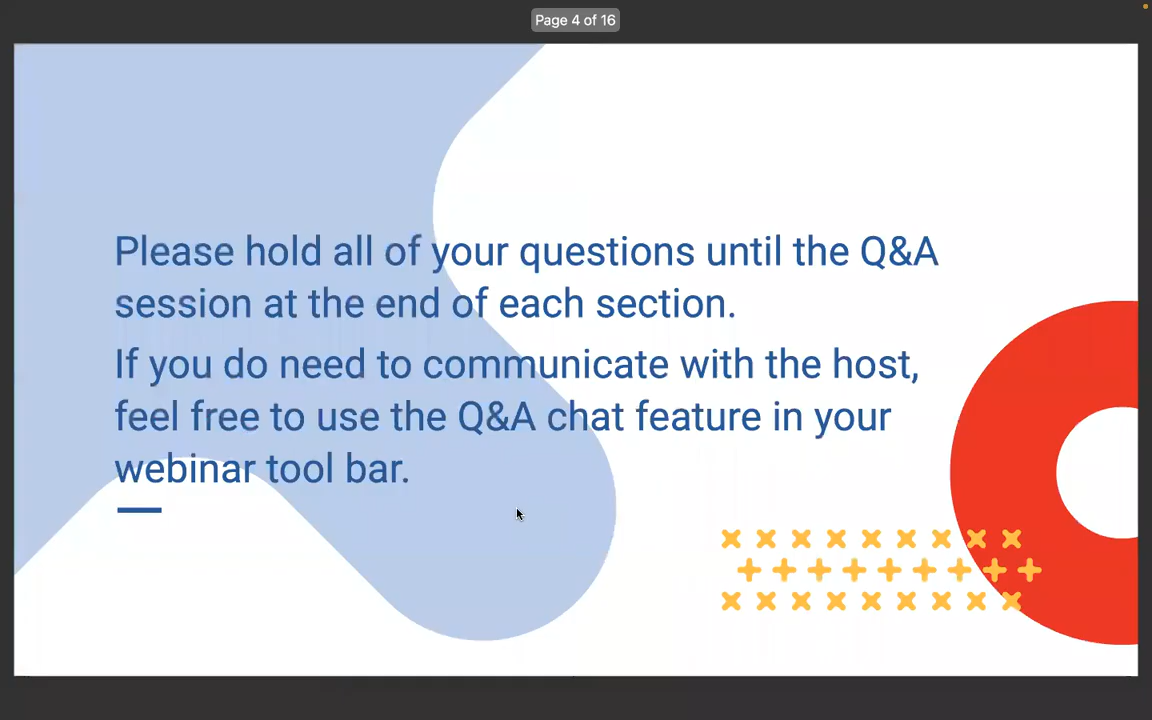 Page 4 of 16
Please hold all of your questions until the Q&A
session at the end of each section.
If you do need to communicate with the host,
feel free to use the Q&A chat feature in your
webinar tool bar.